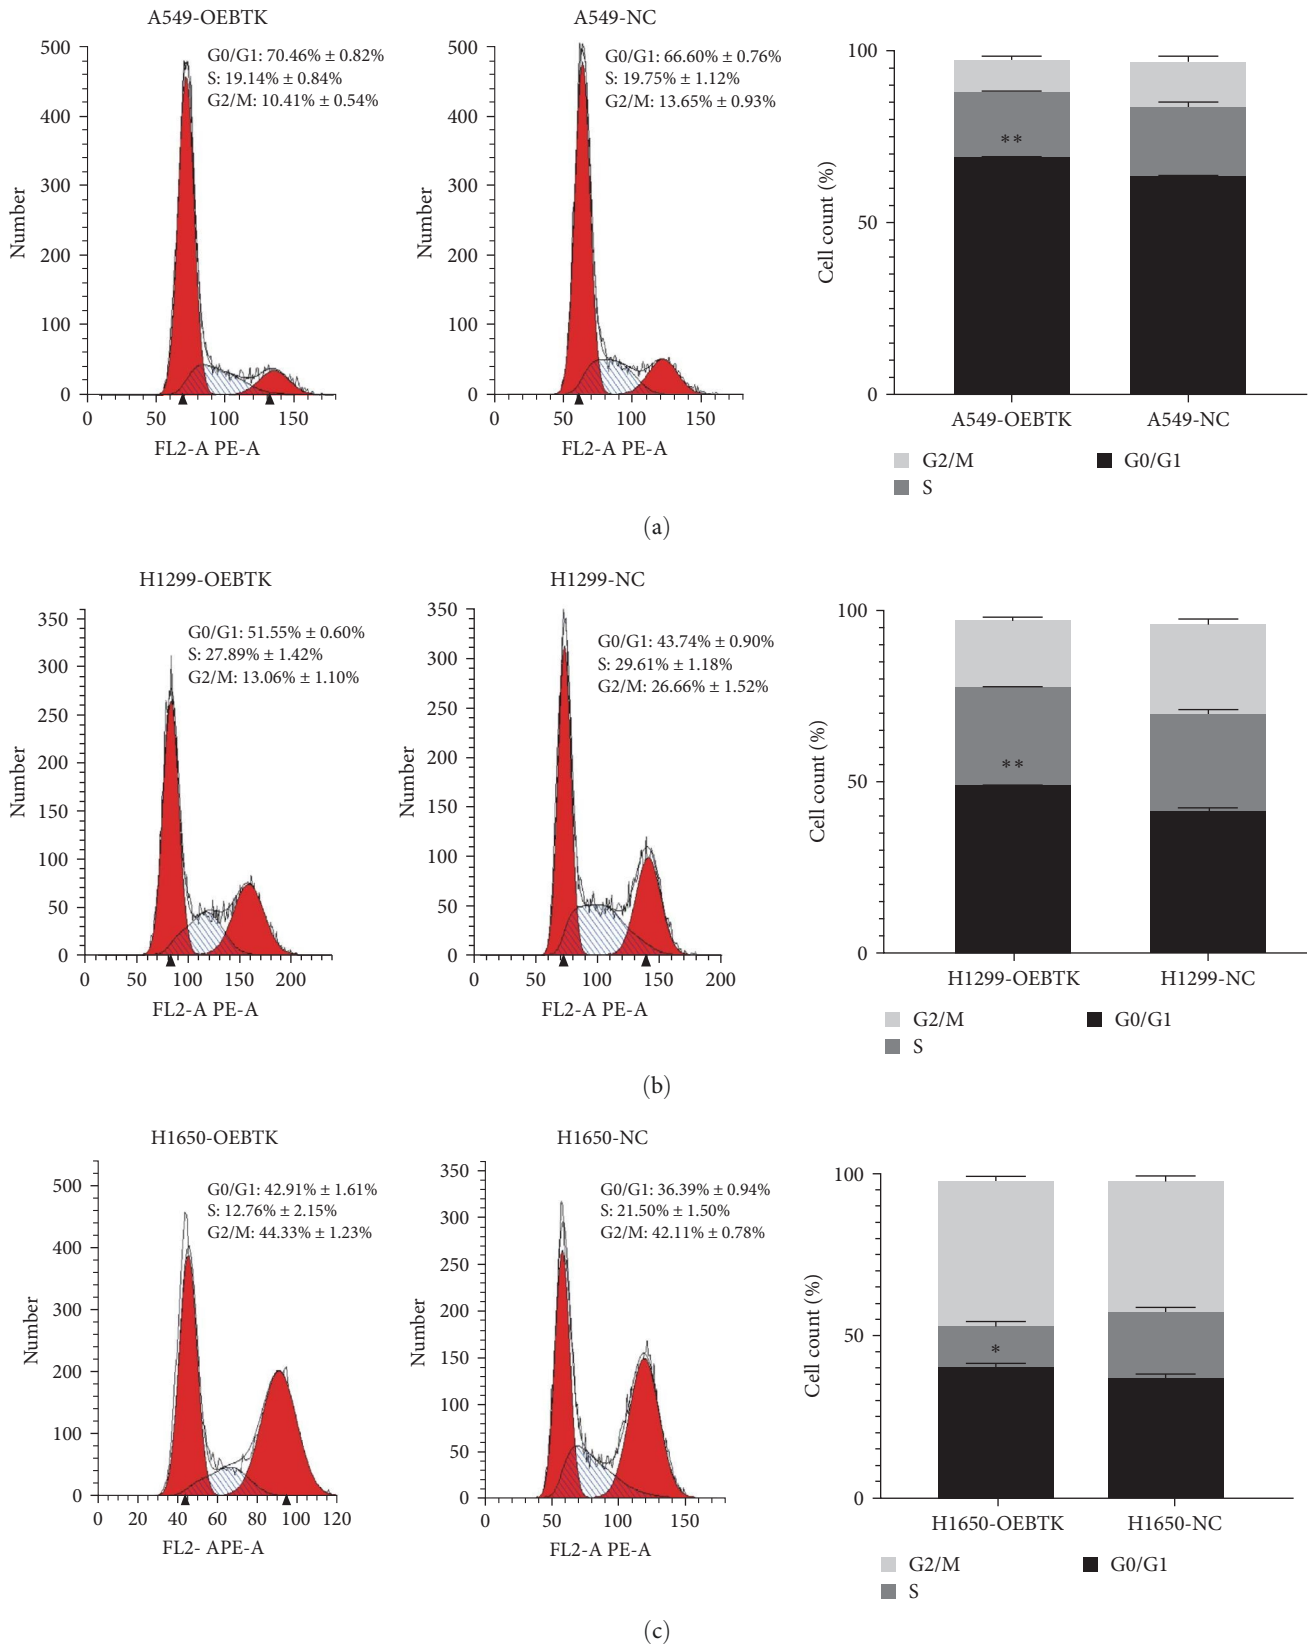 A549-OEBTK
500
400
300
200
100
0
Number
G0/G1: 70.46% ± 0.82%
S: 19.14% ± 0.84%
G2/M: 10.41% ± 0.54%
0 50 100 150
FL2-A PE-A
A549-NC
500
400
300
200
100
0
Number
G0/G1: 66.60% ± 0.76%
S: 19.75% ± 1.12%
G2/M: 13.65% ± 0.93%
0 50 100 150
FL2-A PE-A
100
50
0
Cell count (%)
**
A549-OEBTK A549-NC
G2/M G0/G1
S
(a)
H1299-OEBTK
350
300
250
200
150
100
50
0
Number
G0/G1: 51.55% ± 0.60%
S: 27.89% ± 1.42%
G2/M: 13.06% ± 1.10%
0 50 100 150 200
FL2-A PE-A
H1299-NC
350
300
250
200
150
100
50
0
Number
G0/G1: 43.74% ± 0.90%
S: 29.61% ± 1.18%
G2/M: 26.66% ± 1.52%
0 50 100 150 200
FL2-A PE-A
100
50
0
Cell count (%)
**
H1299-OEBTK H1299-NC
G2/M G0/G1
S
(b)
H1650-OEBTK
500
400
300
200
100
0
Number
G0/G1: 42.91% ± 1.61%
S: 12.76% ± 2.15%
G2/M: 44.33% ± 1.23%
0 20 40 60 80 100 120
FL2- APE-A
H1650-NC
350
300
250
200
150
100
50
0
Number
G0/G1: 36.39% ± 0.94%
S: 21.50% ± 1.50%
G2/M: 42.11% ± 0.78%
0 50 100 150
FL2-A PE-A
100
50
0
Cell count (%)
*
H1650-OEBTK H1650-NC
G2/M G0/G1
S
(c)